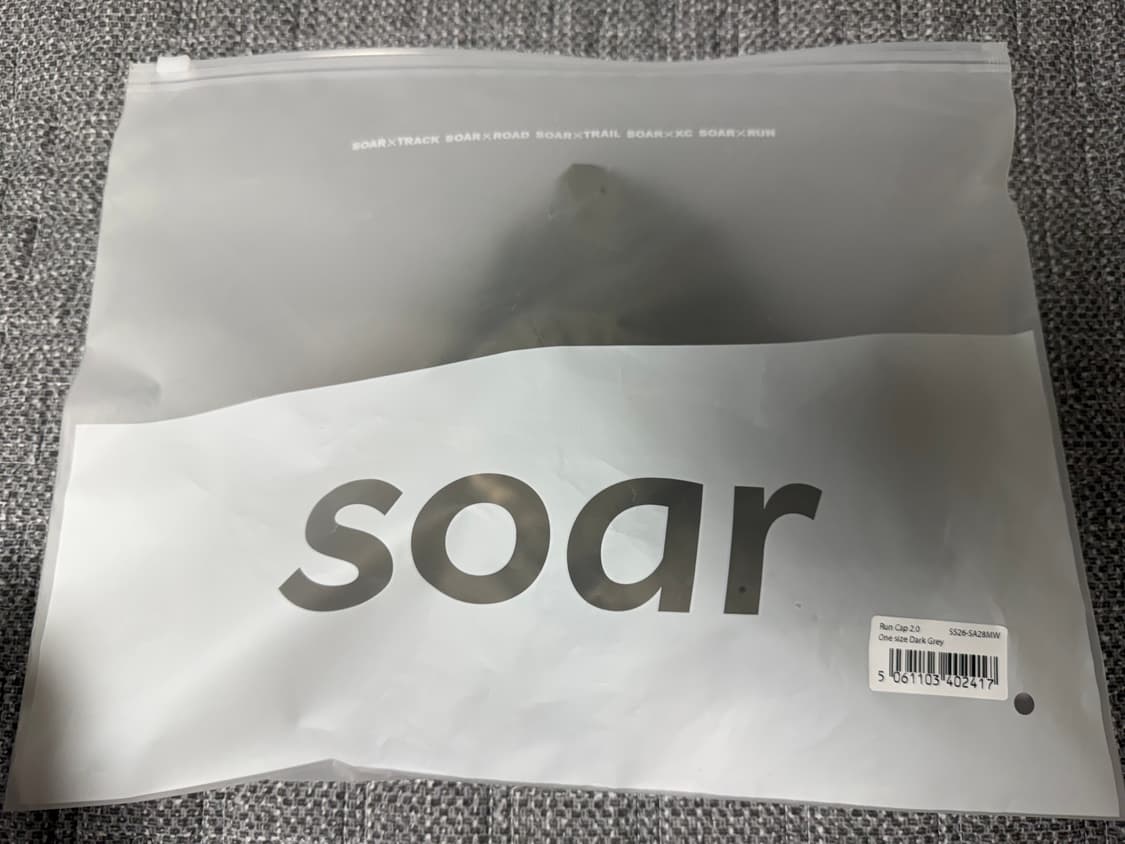 SOAR×TRACK SOAR×ROAD SOAR×TRAIL SOAR×XC SOAR×RUN
soar
Run Cap 2.0 SS26-SA28MW
One size Dark Grey
5 061103 402417